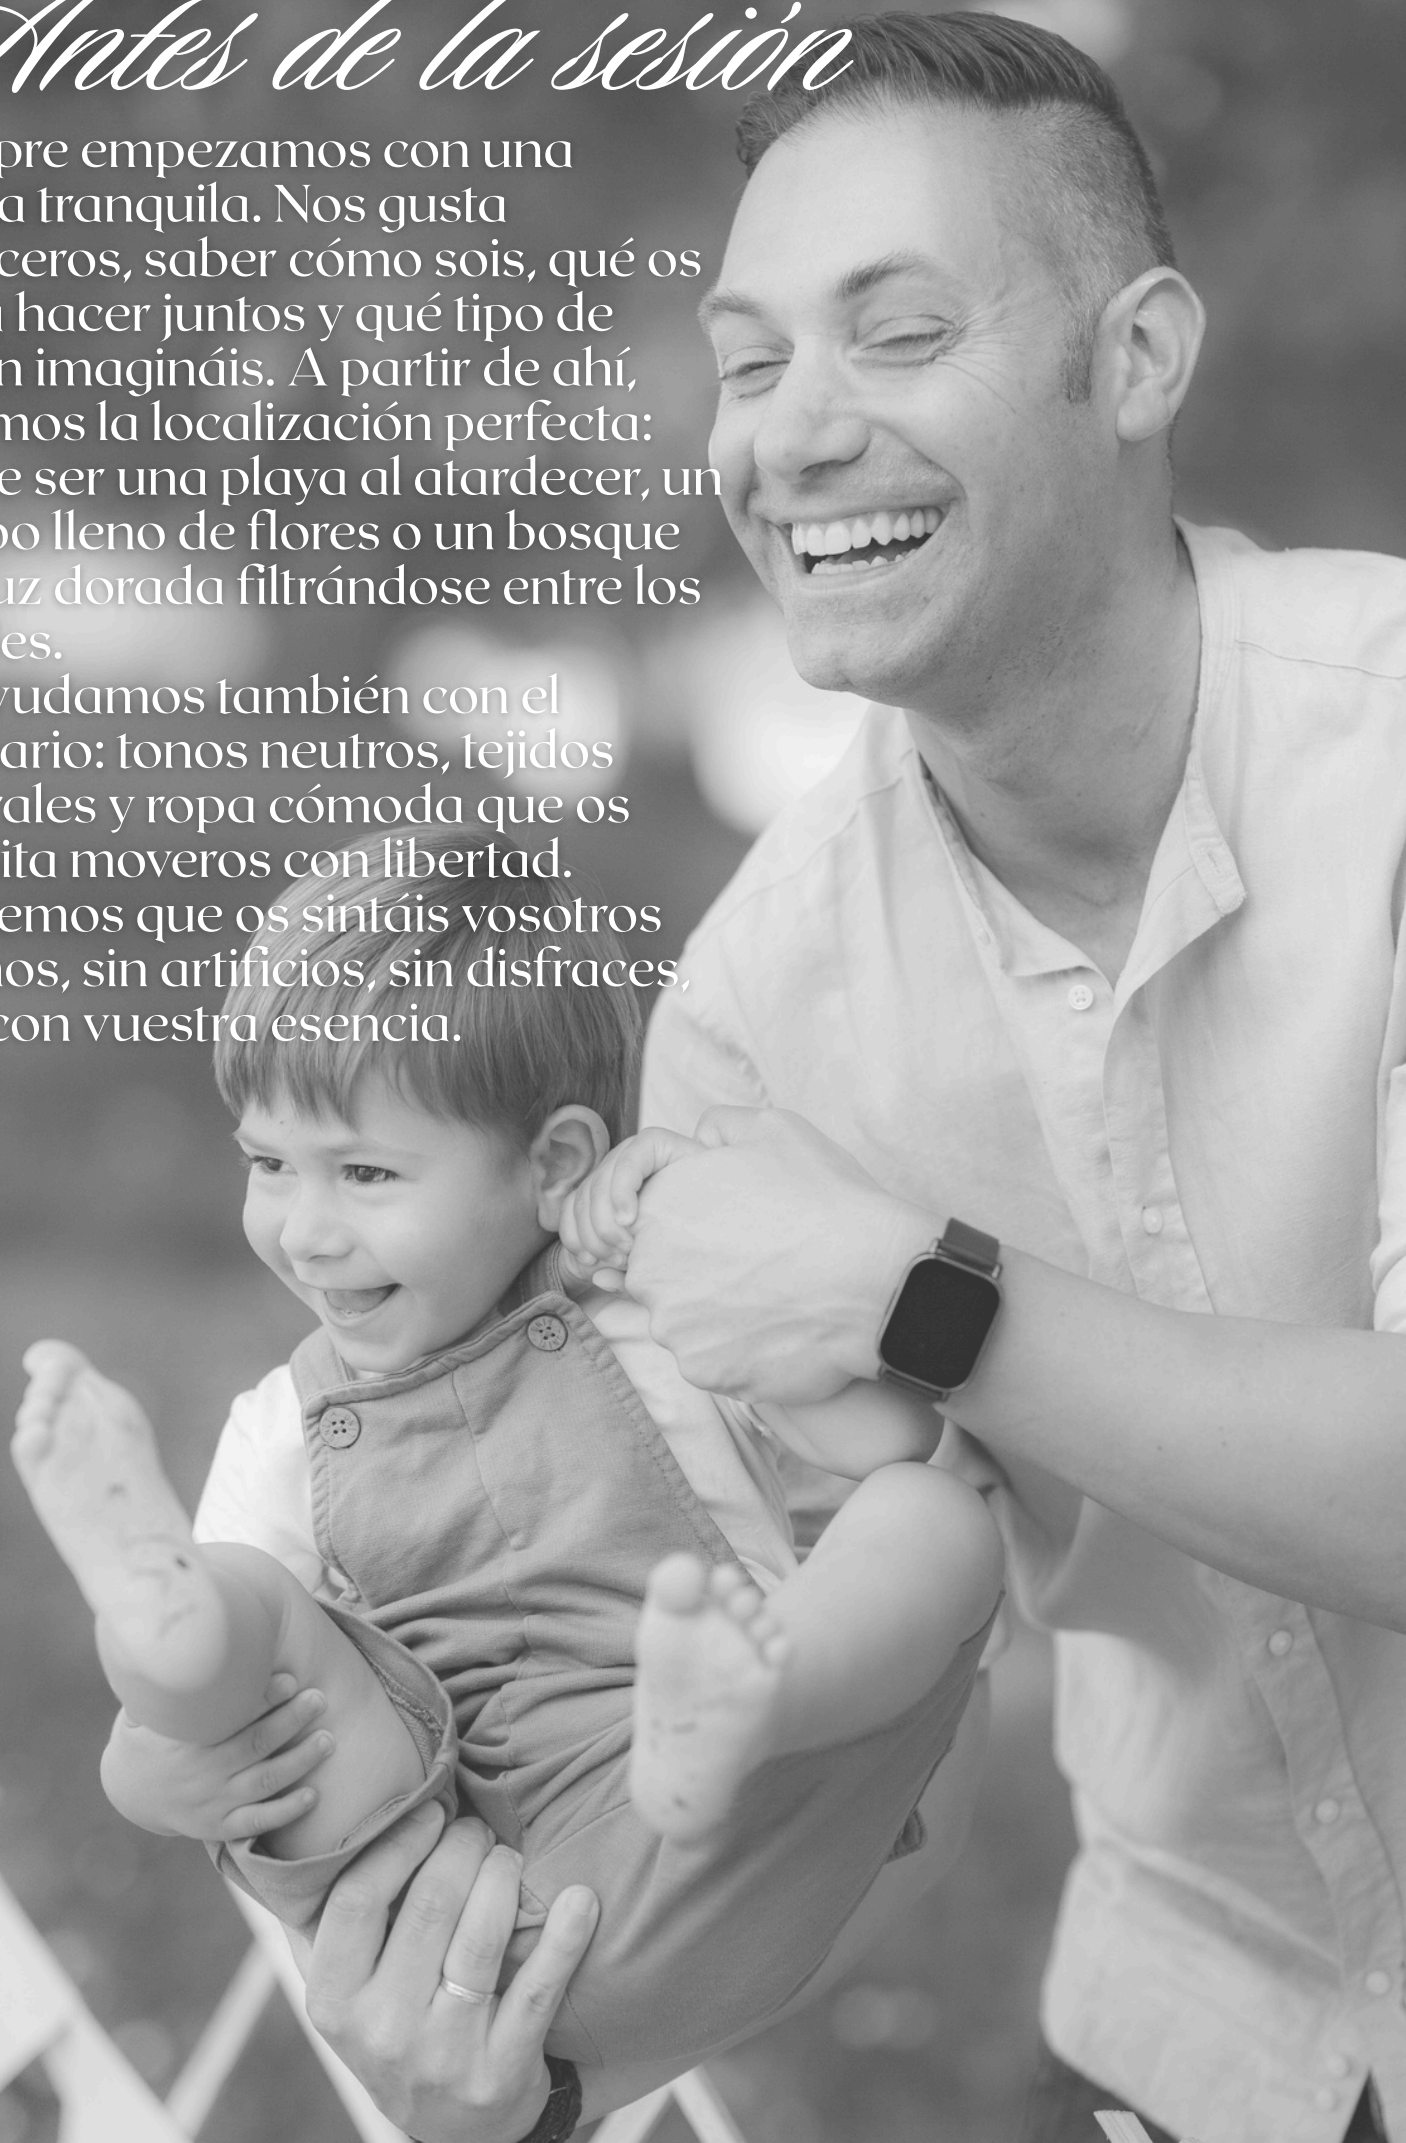 Antes de la sesión
pre empezamos con una
a tranquila. Nos gusta
ceros, saber cómo sois, qué os
hacer juntos y qué tipo de
n imagináis. A partir de ahí,
mos la localización perfecta:
e ser una playa al atardecer, un
po lleno de flores o un bosque
uz dorada filtrándose entre los
es.
yudamos también con el
ario: tonos neutros, tejidos
ales y ropa cómoda que os
ita moveros con libertad.
emos que os sintáis vosotros
os, sin artificios, sin disfraces,
con vuestra esencia.